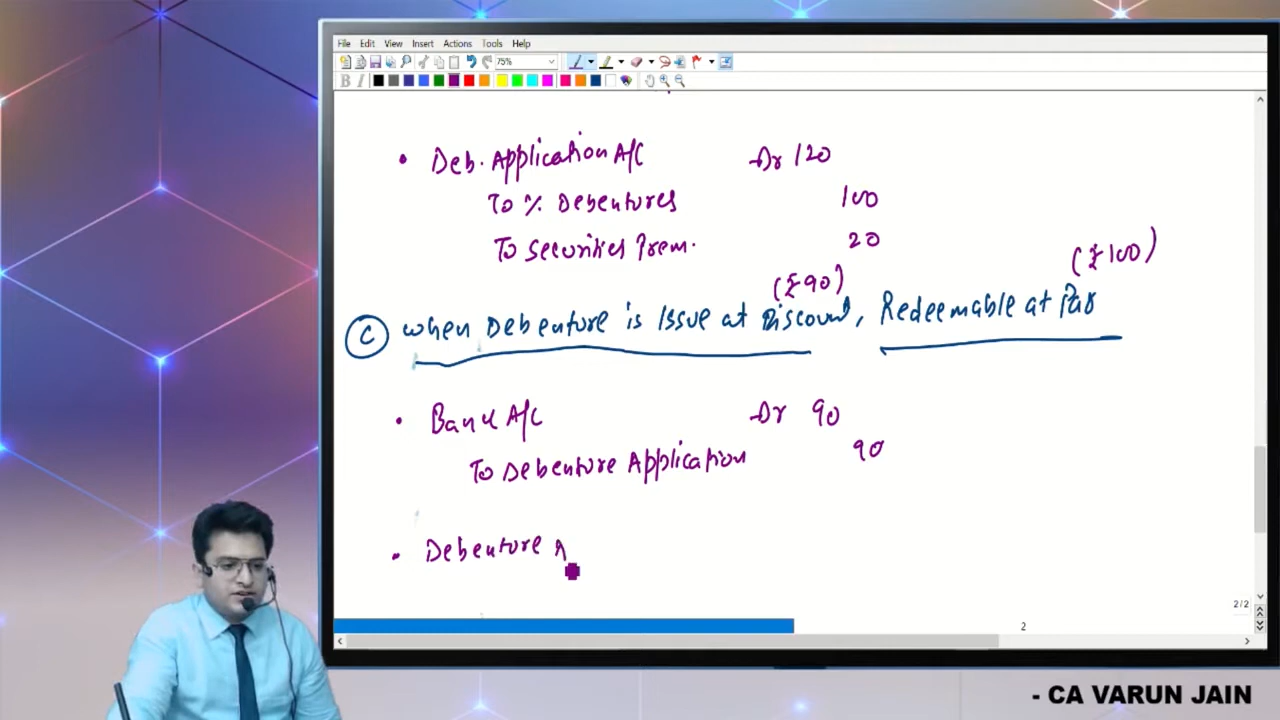 File Edit View Insert Actions Tools Help
75%
B I
• Deb. Application A/C Dr 120
To % Debentures 100
To Securities Prem. 20
(₹90) (₹100)
C When Debenture is Issue at Discount, Redeemable at Par
• Bank A/C Dr 90
To Debenture Application 90
• Debenture A
2/2
2
- CA VARUN JAIN